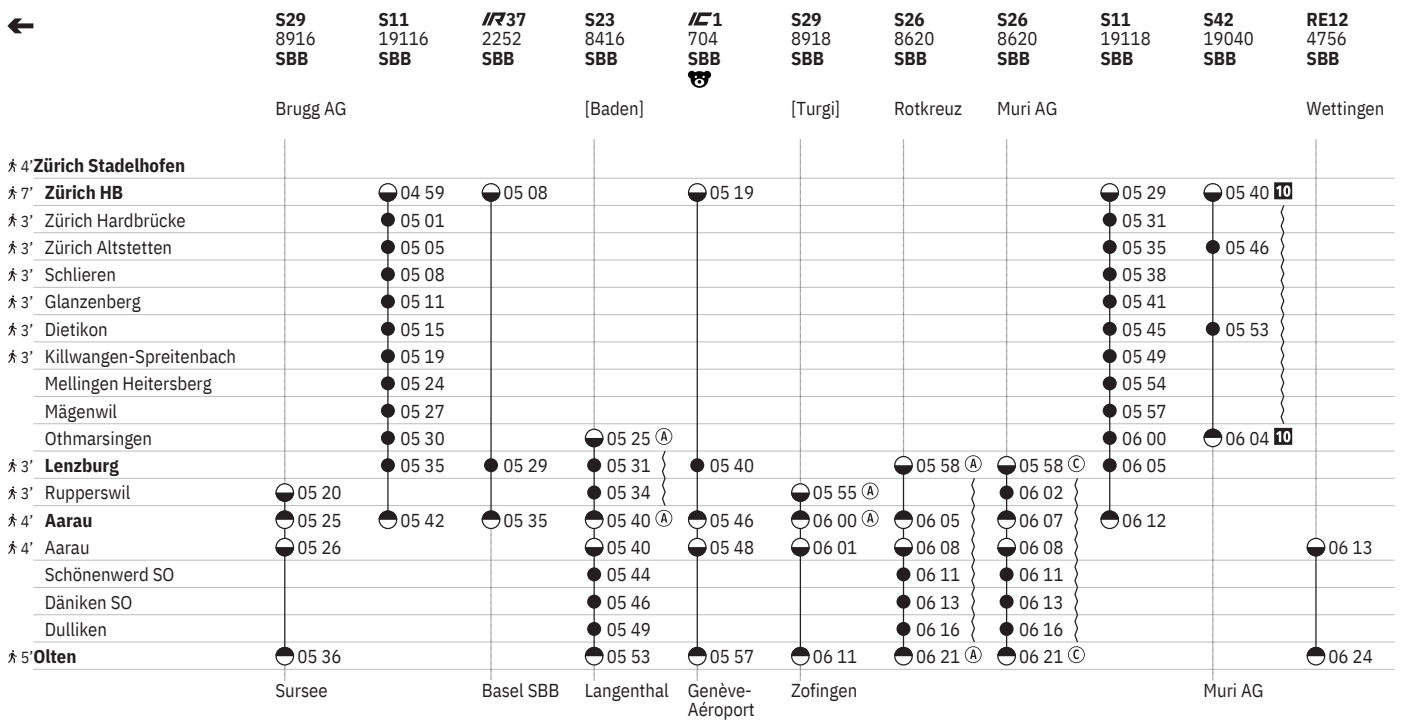 S29 S11 IR37 S23 IC1 S29 S26 S26 S11 S42 RE12
8916 19116 2252 8416 704 8918 8620 8620 19118 19040 4756
SBB SBB SBB SBB SBB SBB SBB SBB SBB SBB SBB
Brugg AG [Baden] [Turgi] Rotkreuz Muri AG Wettingen
4’ Zürich Stadelhofen
7’ Zürich HB 04 59 05 08 05 19 05 29 05 40 10
3’ Zürich Hardbrücke 05 01 05 31
3’ Zürich Altstetten 05 05 05 35 05 46
3’ Schlieren 05 08 05 38
3’ Glanzenberg 05 11 05 41
3’ Dietikon 05 15 05 45 05 53
3’ Killwangen-Spreitenbach 05 19 05 49
Mellingen Heitersberg 05 24 05 54
Mägenwil 05 27 05 57
Othmarsingen 05 30 05 25 Ⓐ 06 00 06 04 10
3’ Lenzburg 05 35 05 29 05 31 05 40 05 58 Ⓐ 05 58 Ⓒ 06 05
3’ Rupperswil 05 20 05 34 05 55 Ⓐ 06 02
4’ Aarau 05 25 05 42 05 35 05 40 Ⓐ 05 46 06 00 Ⓐ 06 05 06 07 06 12
4’ Aarau 05 26 05 40 05 48 06 01 06 08 06 08 06 13
Schönenwerd SO 05 44 06 11 06 11
Däniken SO 05 46 06 13 06 13
Dulliken 05 49 06 16 06 16
5’ Olten 05 36 05 53 05 57 06 11 06 21 Ⓐ 06 21 Ⓒ 06 24
Sursee Basel SBB Langenthal Genève- Zofingen Muri AG
Aéroport